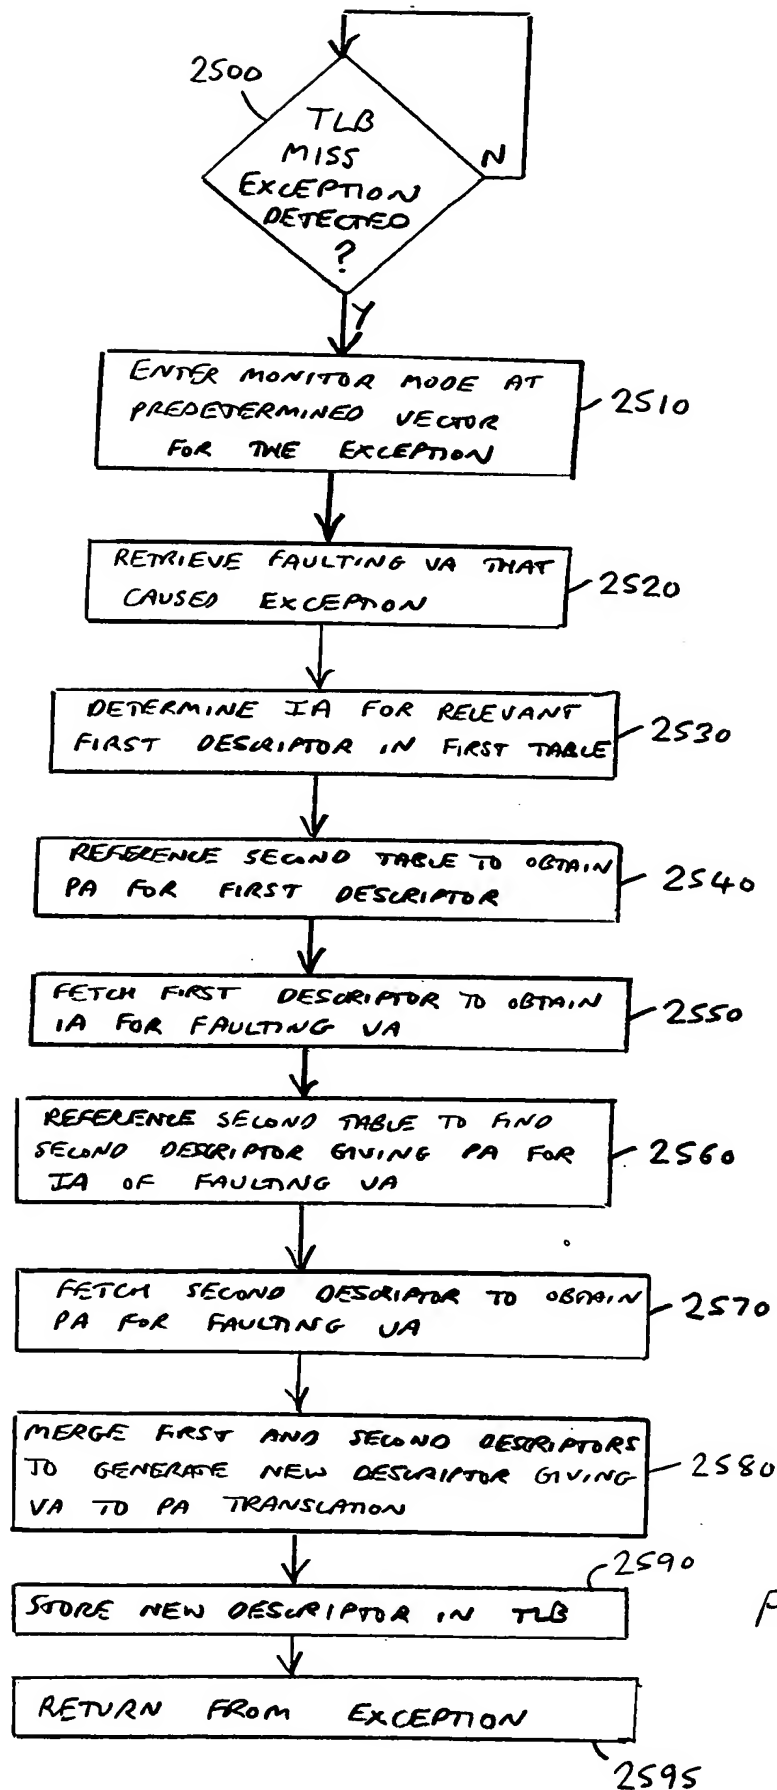 2500
TLB
MISS
EXCEPTION
DETECTED
?
N
Y
ENTER MONITOR MODE AT
PREDETERMINED VECTOR
FOR THE EXCEPTION
2510
RETRIEVE FAULTING VA THAT
CAUSED EXCEPTION
2520
DETERMINE IA FOR RELEVANT
FIRST DESCRIPTOR IN FIRST TABLE
2530
REFERENCE SECOND TABLE TO OBTAIN
PA FOR FIRST DESCRIPTOR
2540
FETCH FIRST DESCRIPTOR TO OBTAIN
IA FOR FAULTING VA
2550
REFERENCE SECOND TABLE TO FIND
SECOND DESCRIPTOR GIVING PA FOR
IA OF FAULTING VA
2560
FETCH SECOND DESCRIPTOR TO OBTAIN
PA FOR FAULTING VA
2570
MERGE FIRST AND SECOND DESCRIPTORS
TO GENERATE NEW DESCRIPTOR GIVING
VA TO PA TRANSLATION
2580
2590
STORE NEW DESCRIPTOR IN TLB
RETURN FROM EXCEPTION
2595